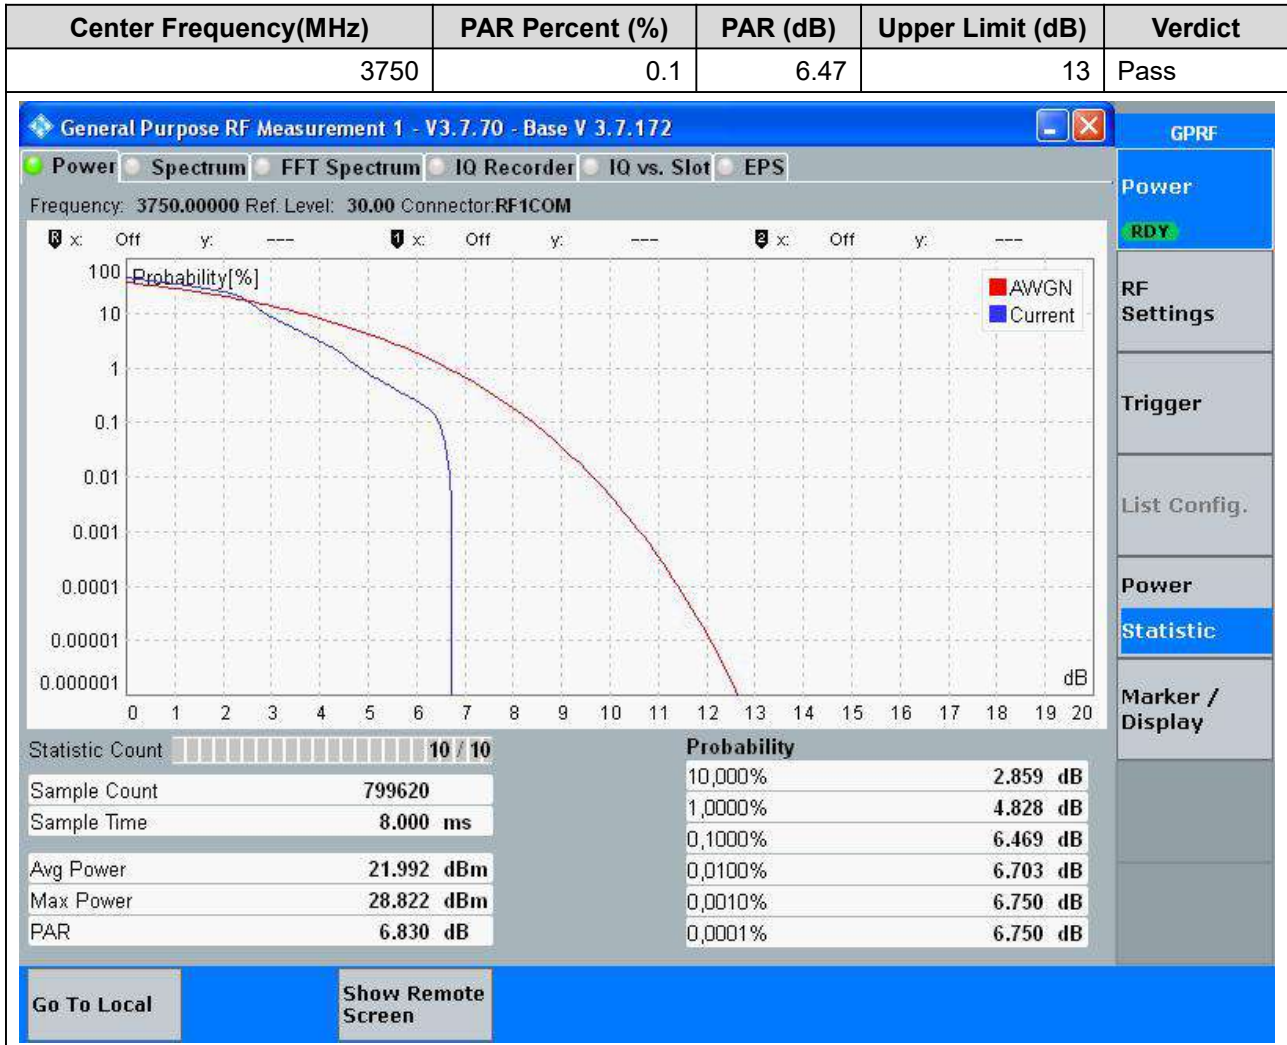 Center Frequency(MHz) PAR Percent (%) PAR (dB) Upper Limit (dB) Verdict
3750 0.1 6.47 13 Pass
General Purpose RF Measurement 1 - V3.7.70 - Base V 3.7.172
GPRF
Power Spectrum FFT Spectrum IQ Recorder IQ vs. Slot EPS
Frequency: 3750.00000 Ref. Level: 30.00 Connector:RF1COM
R x: Off y: --- 1 x: Off y: --- 2 x: Off y: ---
Probability[%]
AWGN
Current
100
10
1
0.1
0.01
0.001
0.0001
0.00001
0.000001
dB
0 1 2 3 4 5 6 7 8 9 10 11 12 13 14 15 16 17 18 19 20
Statistic Count 10 / 10
Sample Count 799620
Sample Time 8.000 ms
Avg Power 21.992 dBm
Max Power 28.822 dBm
PAR 6.830 dB
Probability
10,000% 2.859 dB
1,0000% 4.828 dB
0,1000% 6.469 dB
0,0100% 6.703 dB
0,0010% 6.750 dB
0,0001% 6.750 dB
Power
RDY
RF
Settings
Trigger
List Config.
Power
Statistic
Marker /
Display
Go To Local
Show Remote
Screen